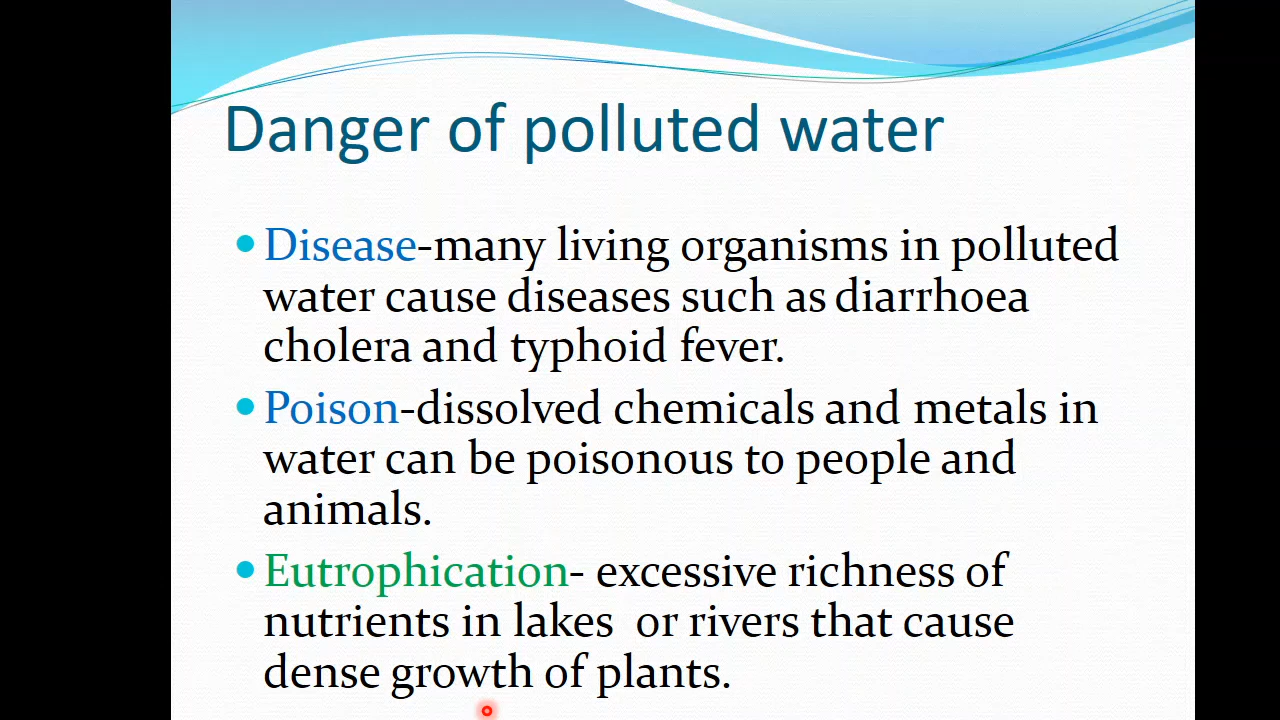 Danger of polluted water
• Disease-many living organisms in polluted
water cause diseases such as diarrhoea
cholera and typhoid fever.
• Poison-dissolved chemicals and metals in
water can be poisonous to people and
animals.
• Eutrophication- excessive richness of
nutrients in lakes  or rivers that cause
dense growth of plants.